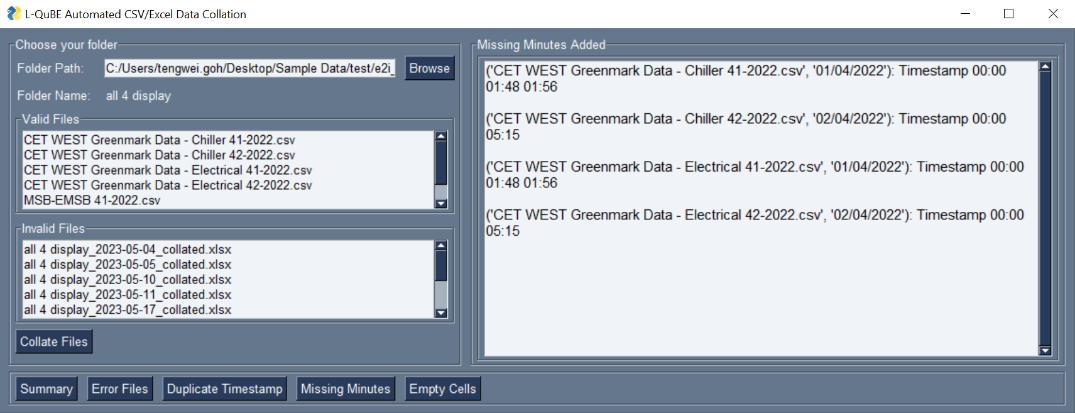 L-QuBE Automated CSV/Excel Data Collation
Choose your folder
Folder Path: C:/Users/tengwei.goh/Desktop/Sample Data/test/e2i_ Browse
Folder Name: all 4 display
Valid Files
CET WEST Greenmark Data - Chiller 41-2022.csv
CET WEST Greenmark Data - Chiller 42-2022.csv
CET WEST Greenmark Data - Electrical 41-2022.csv
CET WEST Greenmark Data - Electrical 42-2022.csv
MSB-EMSB 41-2022.csv
Invalid Files
all 4 display_2023-05-04_collated.xlsx
all 4 display_2023-05-05_collated.xlsx
all 4 display_2023-05-10_collated.xlsx
all 4 display_2023-05-11_collated.xlsx
all 4 display_2023-05-17_collated.xlsx
Collate Files
Missing Minutes Added
('CET WEST Greenmark Data - Chiller 41-2022.csv', '01/04/2022'): Timestamp 00:00
01:48 01:56
('CET WEST Greenmark Data - Chiller 42-2022.csv', '02/04/2022'): Timestamp 00:00
05:15
('CET WEST Greenmark Data - Electrical 41-2022.csv', '01/04/2022'): Timestamp 00:00
01:48 01:56
('CET WEST Greenmark Data - Electrical 42-2022.csv', '02/04/2022'): Timestamp 00:00
05:15
Summary Error Files Duplicate Timestamp Missing Minutes Empty Cells